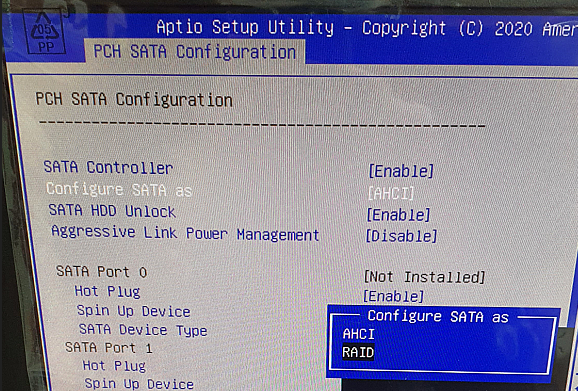 05
PP
Aptio Setup Utility - Copyright (C) 2020 Amer
PCH SATA Configuration
PCH SATA Configuration
--------------------------------------------------
SATA Controller [Enable]
Configure SATA as [AHCI]
SATA HDD Unlock [Enable]
Aggressive Link Power Management [Disable]
SATA Port 0 [Not Installed]
Hot Plug [Enable]
Spin Up Device
SATA Device Type
SATA Port 1
Hot Plug
Spin Up Device
Configure SATA as
AHCI
RAID